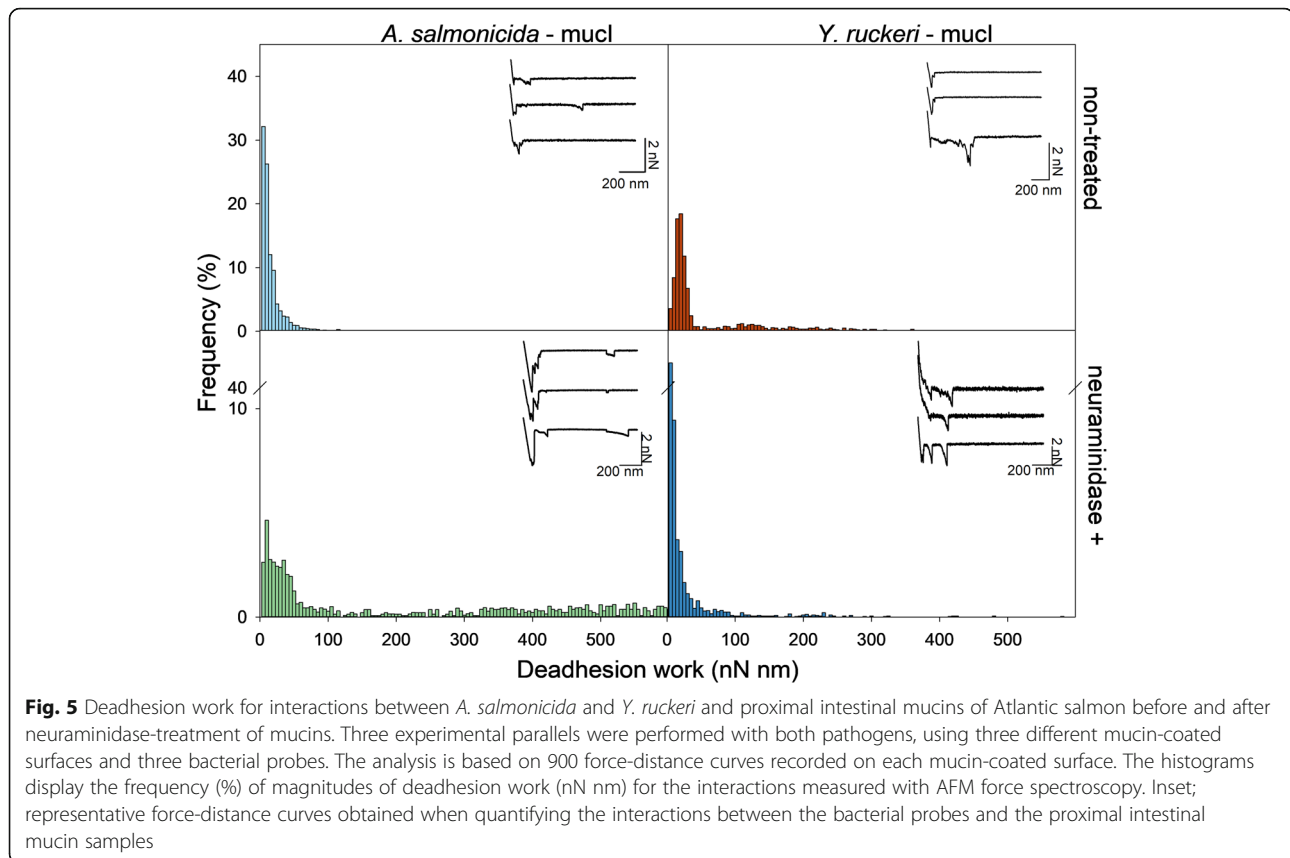 A. salmonicida - mucl
Y. ruckeri - mucl
40
30
20
10
0
2 nN
200 nm
2 nN
200 nm
non-treated
Frequency (%)
40
10
0
2 nN
200 nm
2 nN
200 nm
neuraminidase +
0 100 200 300 400 500 0 100 200 300 400 500
Deadhesion work (nN nm)
Fig. 5 Deadhesion work for interactions between A. salmonicida and Y. ruckeri and proximal intestinal mucins of Atlantic salmon before and after
neuraminidase-treatment of mucins. Three experimental parallels were performed with both pathogens, using three different mucin-coated
surfaces and three bacterial probes. The analysis is based on 900 force-distance curves recorded on each mucin-coated surface. The histograms
display the frequency (%) of magnitudes of deadhesion work (nN nm) for the interactions measured with AFM force spectroscopy. Inset;
representative force-distance curves obtained when quantifying the interactions between the bacterial probes and the proximal intestinal
mucin samples